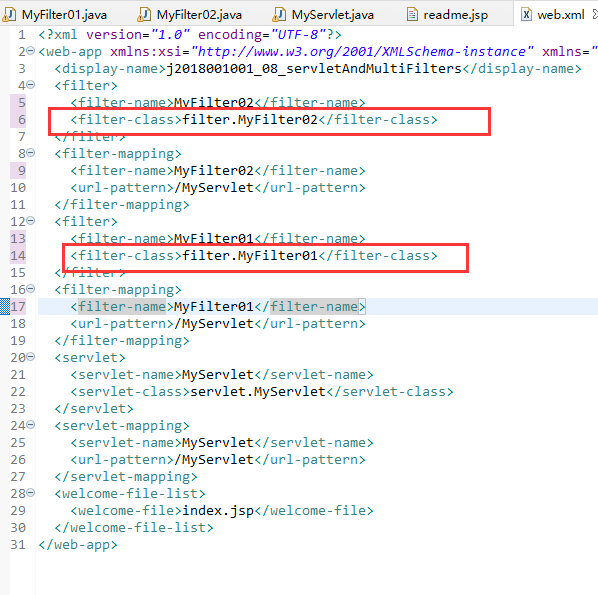 MyFilter01.java MyFilter02.java MyServlet.java readme.jsp web.xml
1 <?xml version="1.0" encoding="UTF-8"?>
2 <web-app xmlns:xsi="http://www.w3.org/2001/XMLSchema-instance" xmlns="
3 <display-name>j2018001001_08_servletAndMultiFilters</display-name>
4 <filter>
5 <filter-name>MyFilter02</filter-name>
6 <filter-class>filter.MyFilter02</filter-class>
7 </filter>
8 <filter-mapping>
9 <filter-name>MyFilter02</filter-name>
10 <url-pattern>/MyServlet</url-pattern>
11 </filter-mapping>
12 <filter>
13 <filter-name>MyFilter01</filter-name>
14 <filter-class>filter.MyFilter01</filter-class>
15 </filter>
16 <filter-mapping>
17 <filter-name>MyFilter01</filter-name>
18 <url-pattern>/MyServlet</url-pattern>
19 </filter-mapping>
20 <servlet>
21 <servlet-name>MyServlet</servlet-name>
22 <servlet-class>servlet.MyServlet</servlet-class>
23 </servlet>
24 <servlet-mapping>
25 <servlet-name>MyServlet</servlet-name>
26 <url-pattern>/MyServlet</url-pattern>
27 </servlet-mapping>
28 <welcome-file-list>
29 <welcome-file>index.jsp</welcome-file>
30 </welcome-file-list>
31 </web-app>